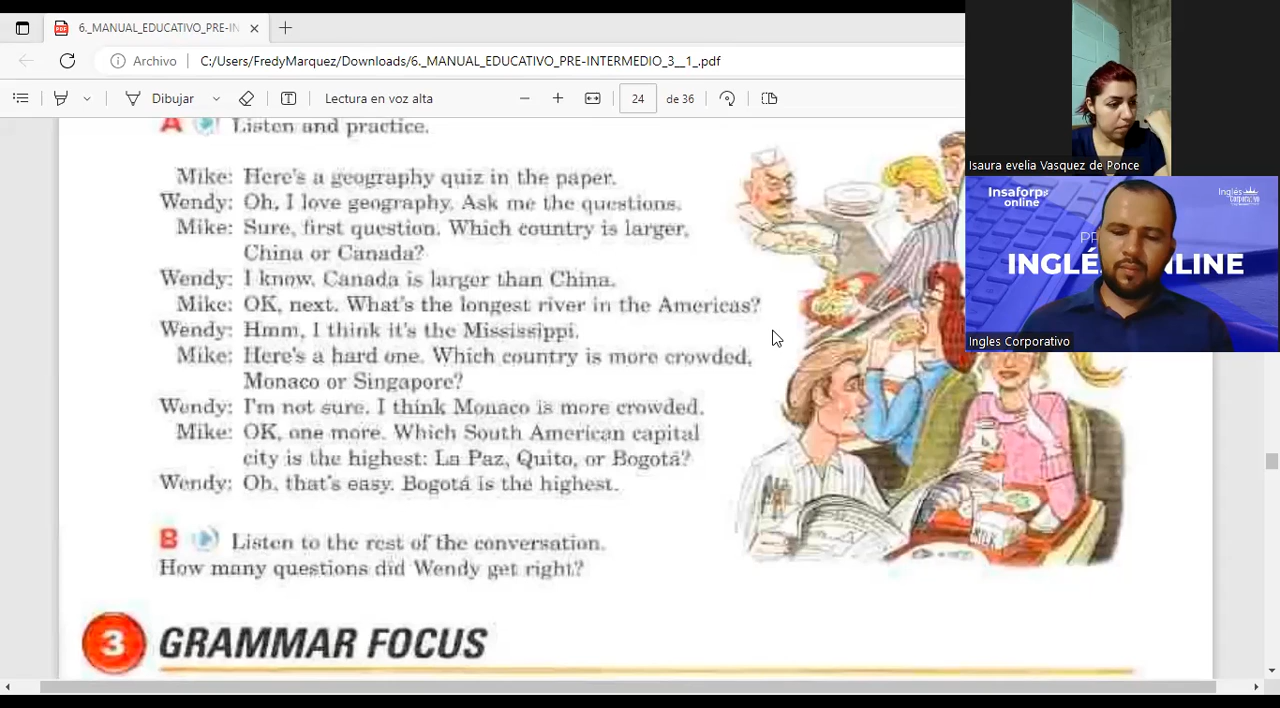 6._MANUAL_EDUCATIVO_PRE-IN
Archivo
C:/Users/FredyMarquez/Downloads/6._MANUAL_EDUCATIVO_PRE-INTERMEDIO_3__1_.pdf
Dibujar
Lectura en voz alta
24
de 36
A Listen and practice.
Mike: Here's a geography quiz in the paper.
Wendy: Oh, I love geography. Ask me the questions.
Mike: Sure, first question. Which country is larger,
China or Canada?
Wendy: I know. Canada is larger than China.
Mike: OK, next. What's the longest river in the Americas?
Wendy: Hmm, I think it's the Mississippi.
Mike: Here's a hard one. Which country is more crowded,
Monaco or Singapore?
Wendy: I'm not sure. I think Monaco is more crowded.
Mike: OK, one more. Which South American capital
city is the highest: La Paz, Quito, or Bogotá?
Wendy: Oh, that's easy. Bogotá is the highest.
B Listen to the rest of the conversation.
How many questions did Wendy get right?
3 GRAMMAR FOCUS
MILK
Isaura evelia Vasquez de Ponce
Insaforp
online
Inglés
Corporativo
INGLÉ
NLINE
Ingles Corporativo